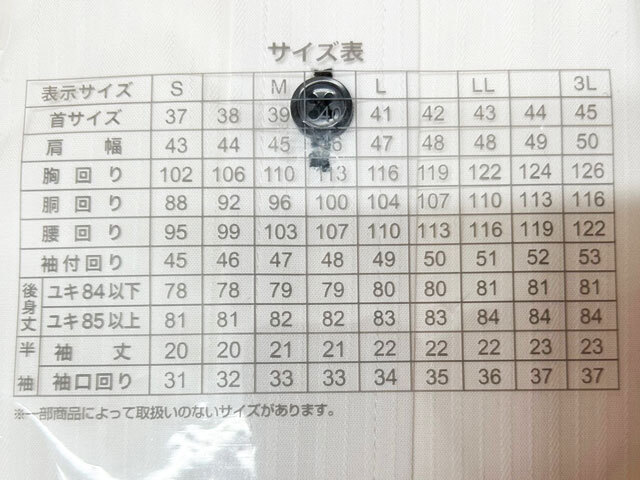 サイズ表
表示サイズ S M L LL 3L
首サイズ 37 38 39 41 42 43 44 45
肩 幅 43 44 45 47 48 48 49 50
胸回り 102 106 110 113 116 119 122 124 126
胴回り 88 92 96 100 104 107 110 113 116
腰回り 95 99 103 107 110 113 116 119 122
袖付回り 45 46 47 48 49 50 51 52 53
後身丈 ユキ84以下 78 78 79 79 80 80 81 81 81
ユキ85以上 81 81 82 82 83 83 84 84 84
半袖 袖丈 20 20 21 21 22 22 22 23 23
袖口回り 31 32 33 33 34 35 36 37 37
※一部商品によって取扱いのないサイズがあります。